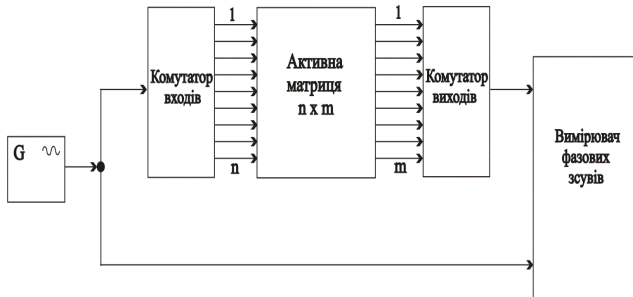 1
1
Комутатор
входів
Активна
матриця
n x m
Комутатор
виходів
n
m
G
Вимірювач
фазових
зсувів